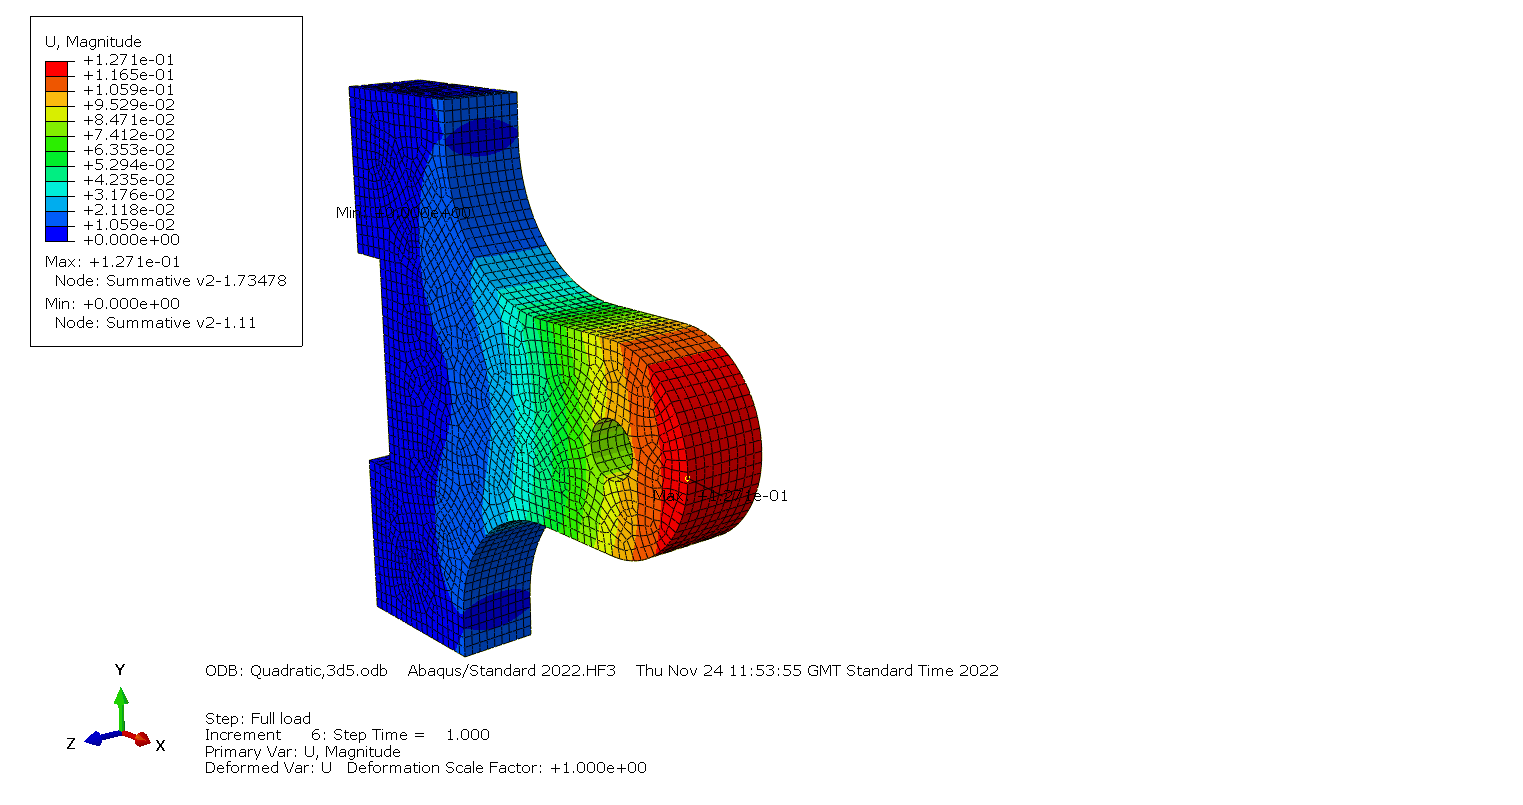 U, Magnitude
+1.271e-01
+1.165e-01
+1.059e-01
+9.529e-02
+8.471e-02
+7.412e-02
+6.353e-02
+5.294e-02
+4.235e-02
+3.176e-02
+2.118e-02
+1.059e-02
+0.000e+00
Max: +1.271e-01
Node: Summative v2-1.73478
Min: +0.000e+00
Node: Summative v2-1.11
Min: +0.000e+00
Max: +1.271e-01
Y
Z
X
ODB: Quadratic,3d5.odb Abaqus/Standard 2022.HF3 Thu Nov 24 11:53:55 GMT Standard Time 2022
Step: Full load
Increment 6: Step Time = 1.000
Primary Var: U, Magnitude
Deformed Var: U Deformation Scale Factor: +1.000e+00